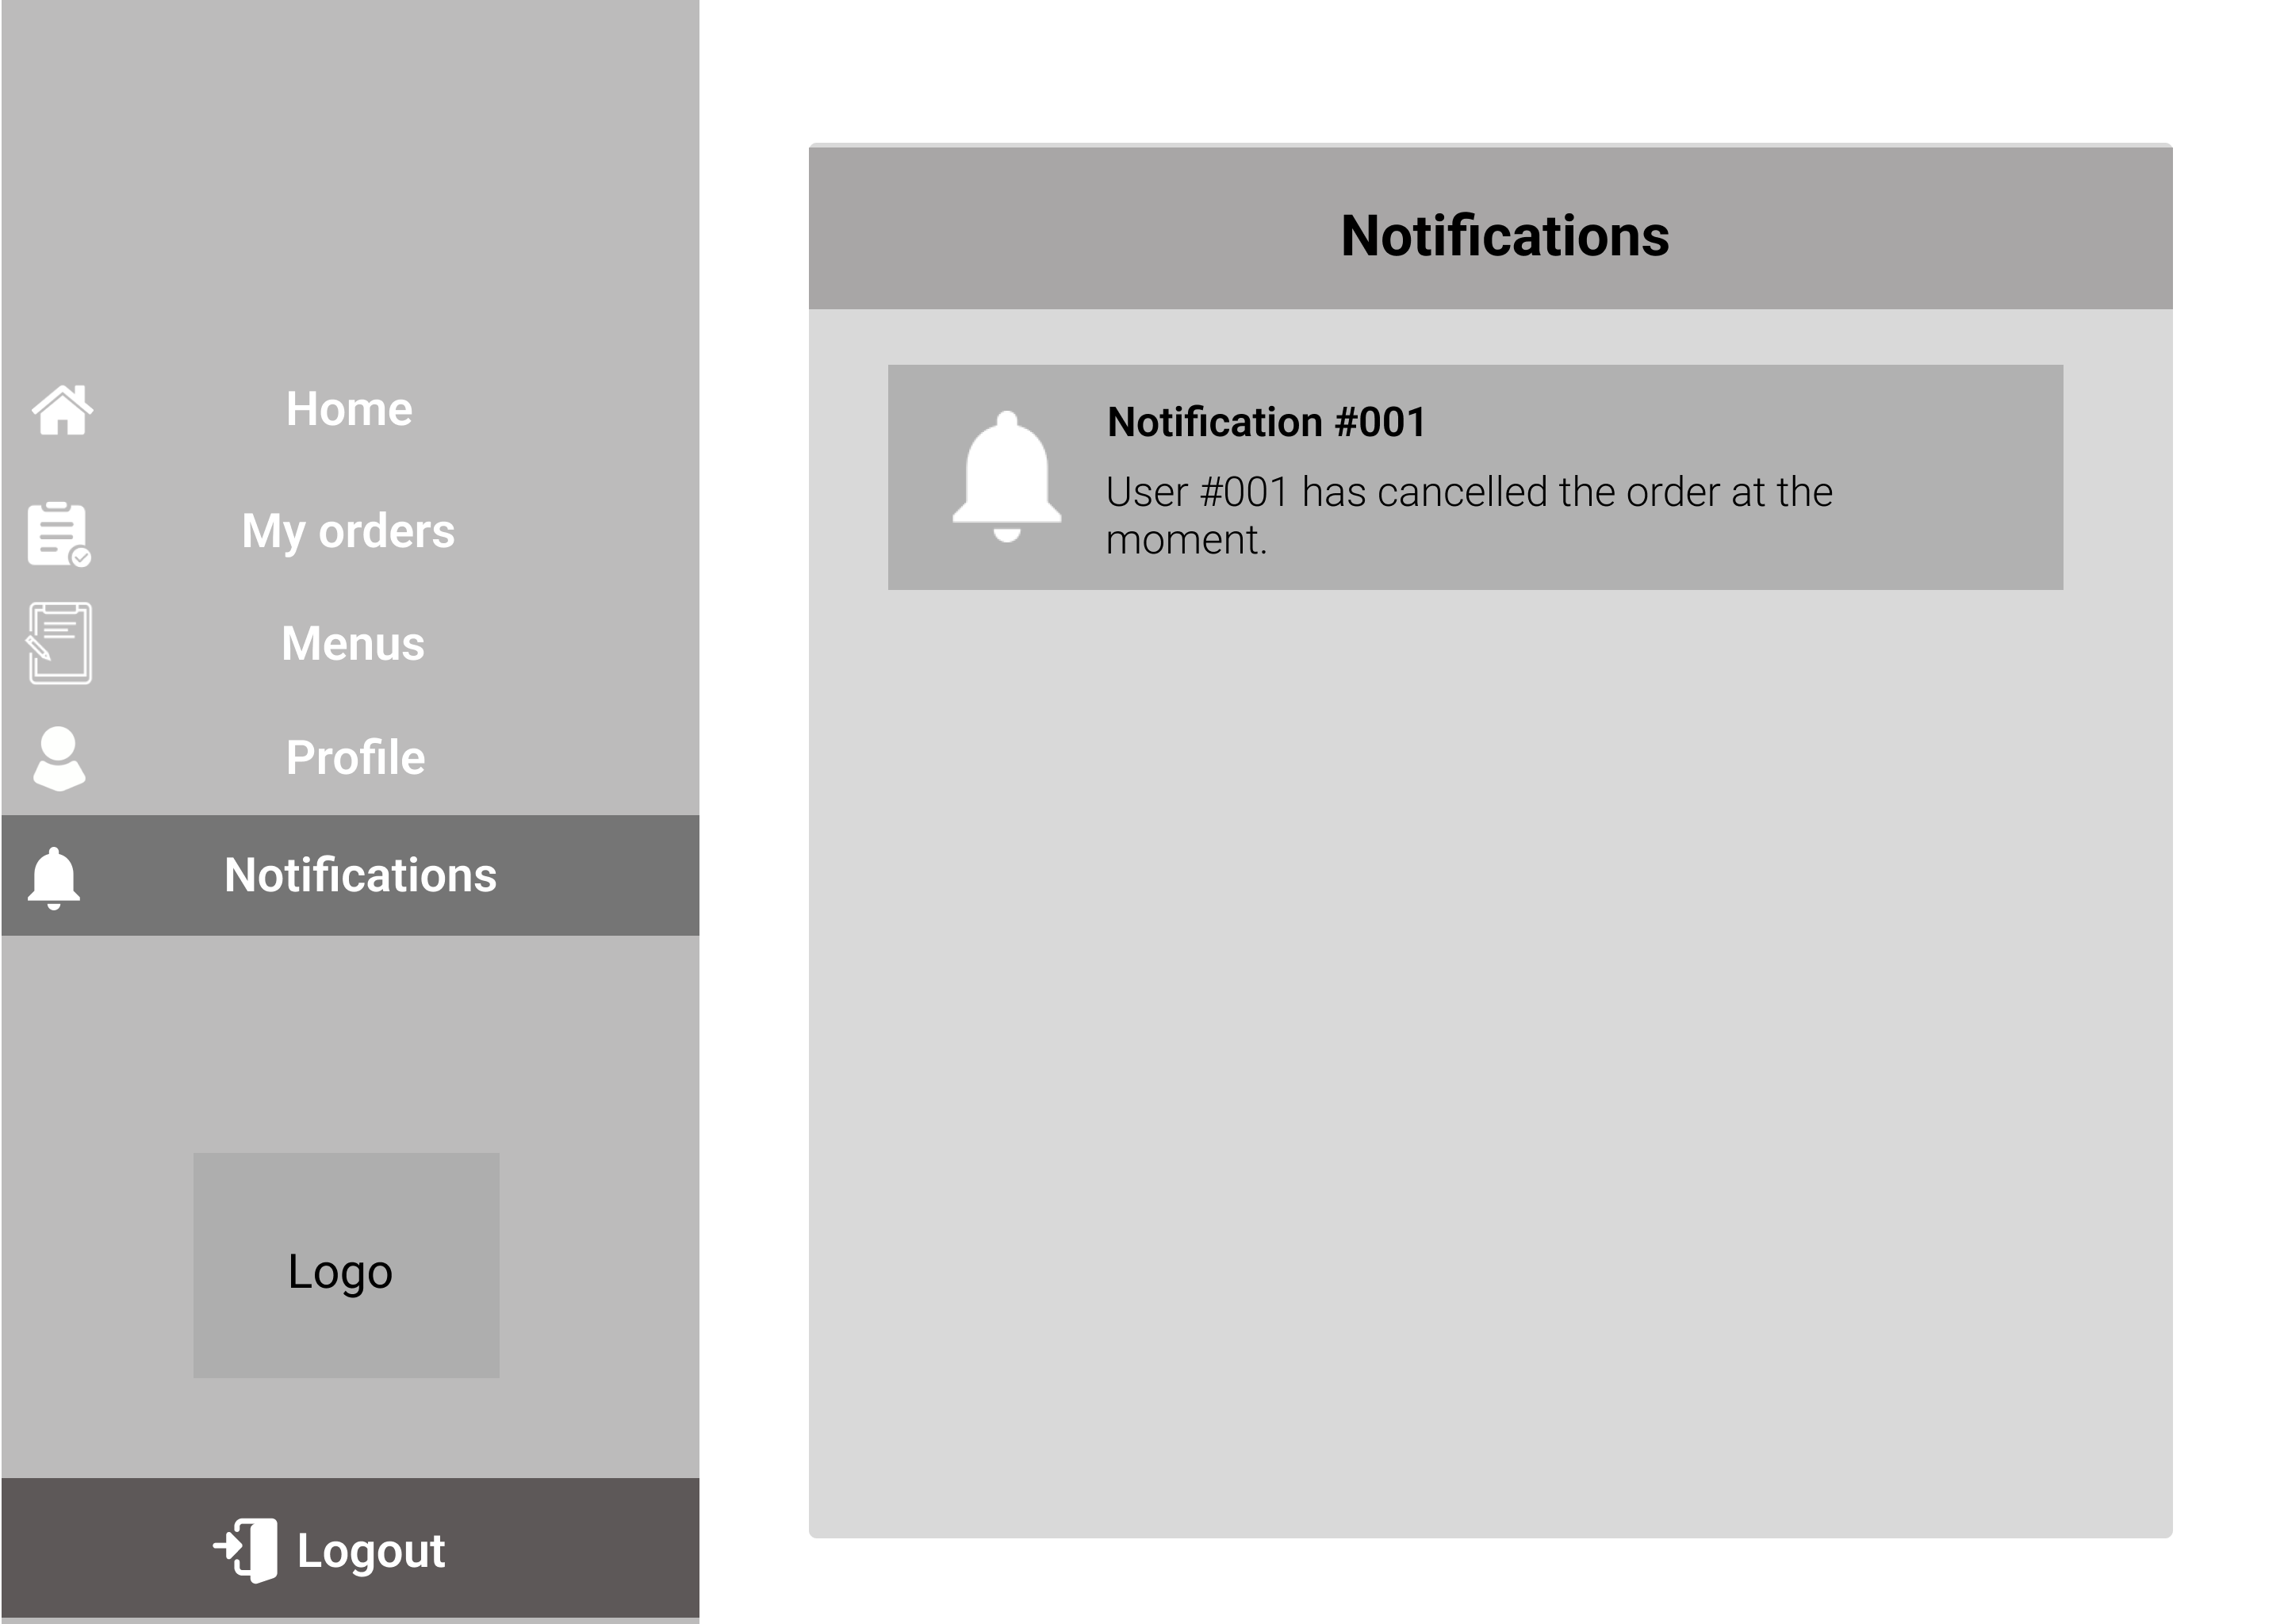 Home
My orders
Menus
Profile
Notifications
Logo
Logout
Notifications
Notification #001
User #001 has cancelled the order at the
moment.